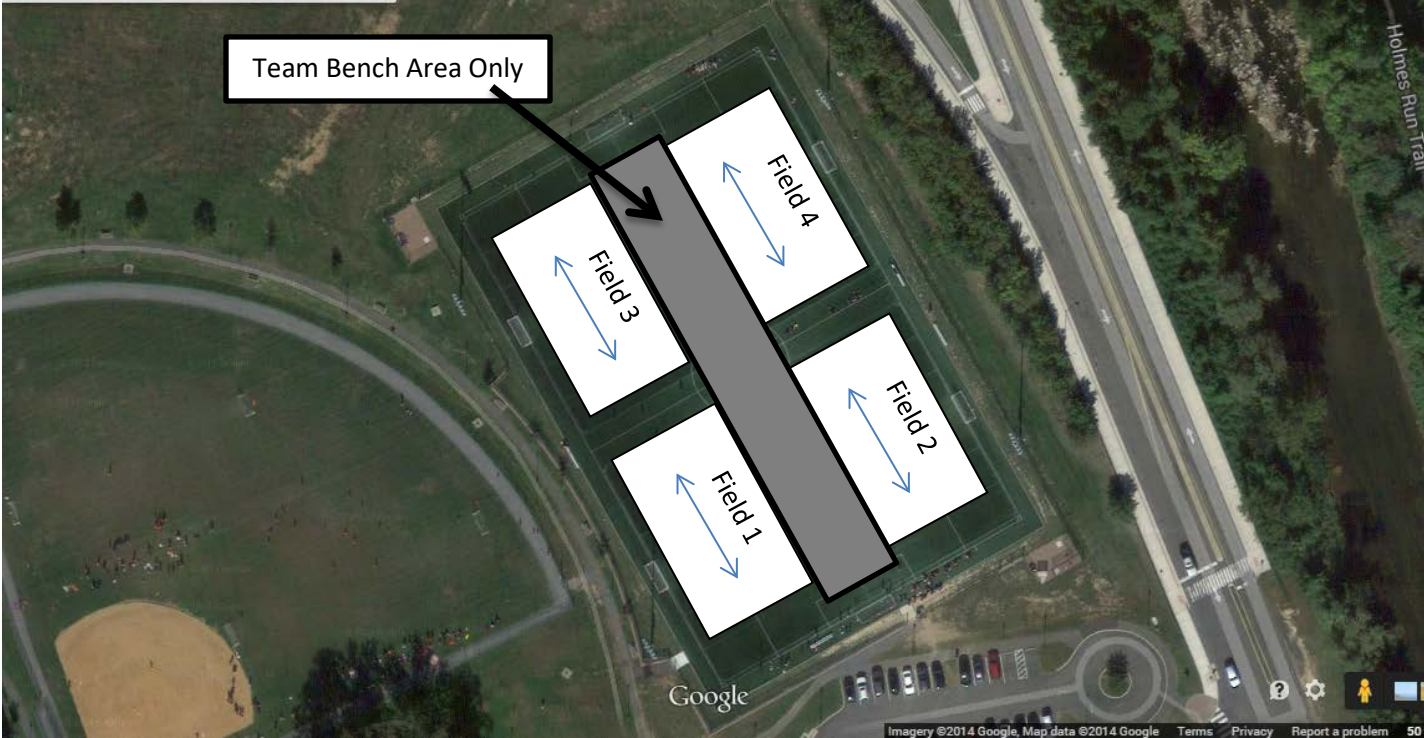 Team Bench Area Only
Holmes Run Trail
Field 4
Field 3
Field 2
Field 1
Google
Imagery ©2014 Google, Map data ©2014 Google Terms Privacy Report a problem 50